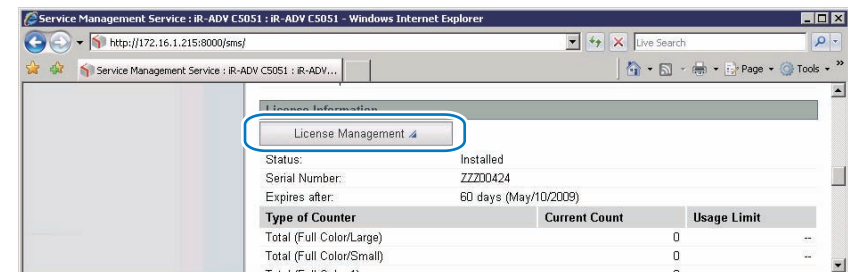 Service Management Service : iR-ADV C5051 : iR-ADV C5051 - Windows Internet Explorer
http://172.16.1.215:8000/sms/
Live Search
Service Management Service : iR-ADV C5051 : iR-ADV...
Page
Tools
License Information
License Management
Status: Installed
Serial Number: ZZZ00424
Expires after: 60 days (May/10/2009)
Type of Counter Current Count Usage Limit
Total (Full Color/Large) 0 --
Total (Full Color/Small) 0 --